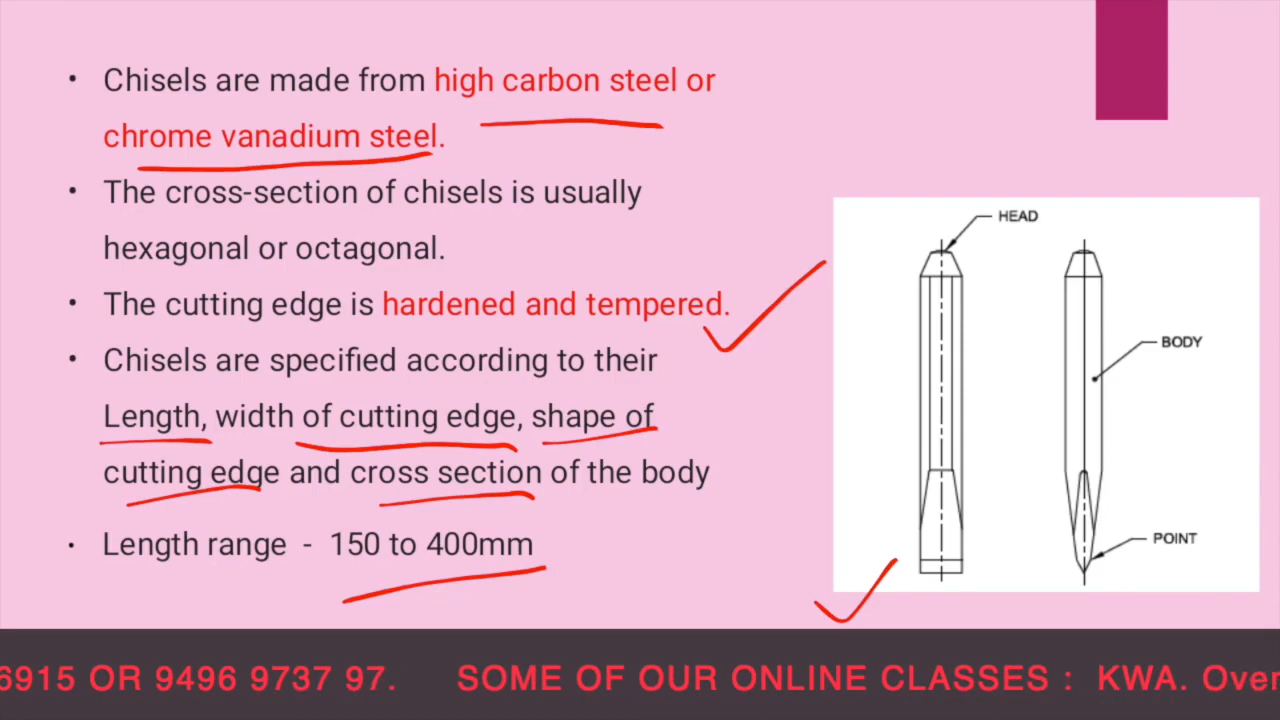 • Chisels are made from high carbon steel or
chrome vanadium steel.
• The cross-section of chisels is usually
hexagonal or octagonal.
• The cutting edge is hardened and tempered.
• Chisels are specified according to their
Length, width of cutting edge, shape of
cutting edge and cross section of the body
• Length range - 150 to 400mm
HEAD
BODY
POINT
6915 OR 9496 9737 97. SOME OF OUR ONLINE CLASSES : KWA. Over